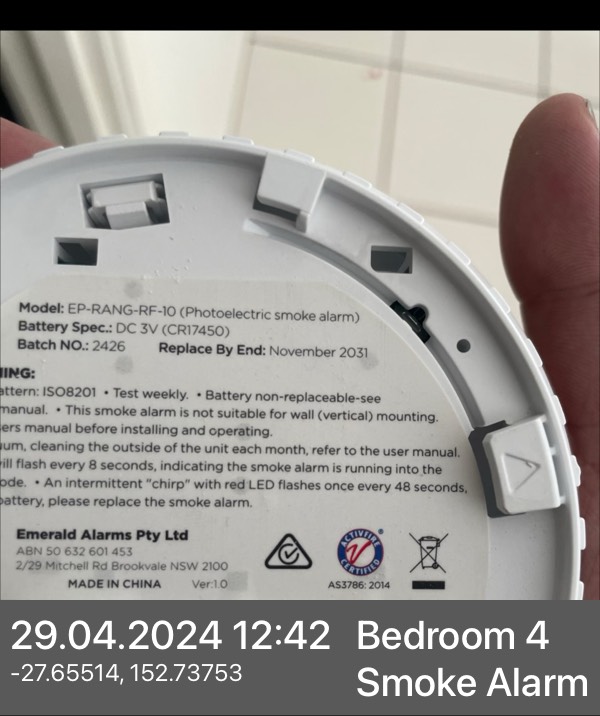 Model: EP-RANG-RF-10 (Photoelectric smoke alarm)
Battery Spec.: DC 3V (CR17450)
Batch NO.: 2426 Replace By End: November 2031
ING:
attern: ISO8201 • Test weekly. • Battery non-replaceable-see
manual. • This smoke alarm is not suitable for wall (vertical) mounting.
ers manual before installing and operating.
um, cleaning the outside of the unit each month, refer to the user manual.
ill flash every 8 seconds, indicating the smoke alarm is running into the
ode. • An intermittent "chirp" with red LED flashes once every 48 seconds,
battery, please replace the smoke alarm.
Emerald Alarms Pty Ltd
ABN 50 632 601 453
2/29 Mitchell Rd Brookvale NSW 2100
MADE IN CHINA Ver:1.0
ACTIVFIRE
CERTIFIED
AS3786: 2014
29.04.2024 12:42
-27.65514, 152.73753
Bedroom 4
Smoke Alarm